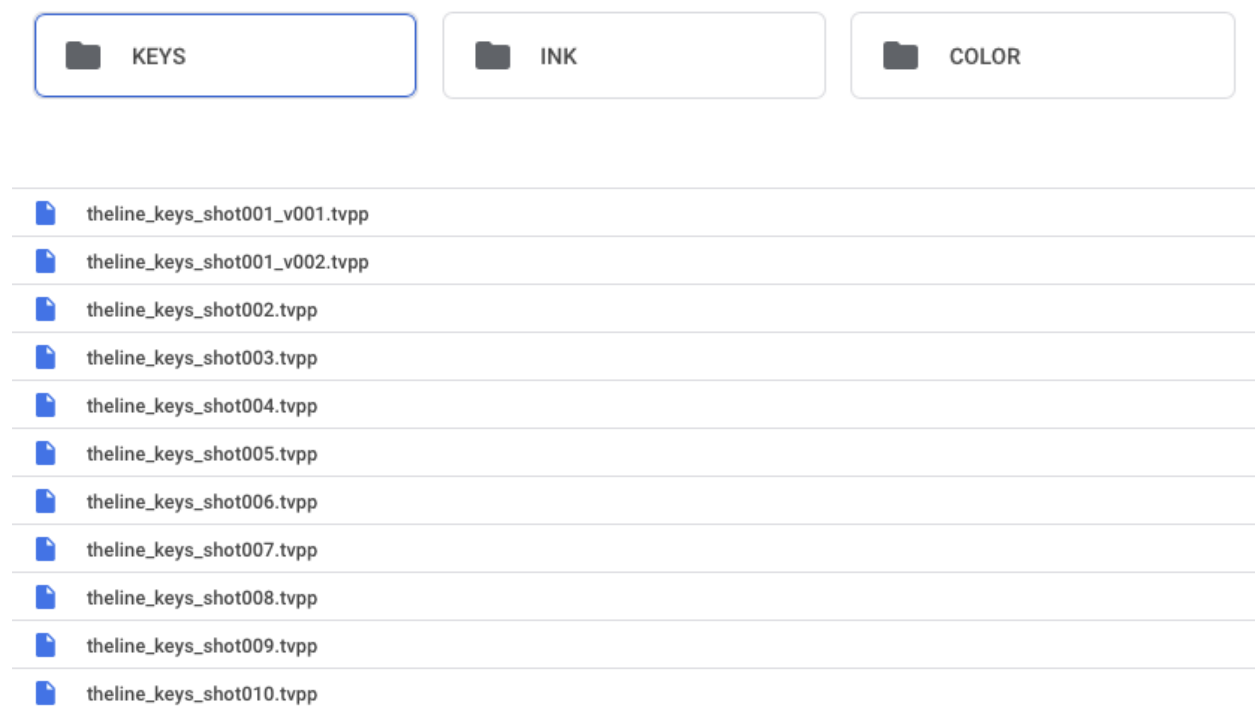 KEYS INK COLOR
theline_keys_shot001_v001.tvpp
theline_keys_shot001_v002.tvpp
theline_keys_shot002.tvpp
theline_keys_shot003.tvpp
theline_keys_shot004.tvpp
theline_keys_shot005.tvpp
theline_keys_shot006.tvpp
theline_keys_shot007.tvpp
theline_keys_shot008.tvpp
theline_keys_shot009.tvpp
theline_keys_shot010.tvpp